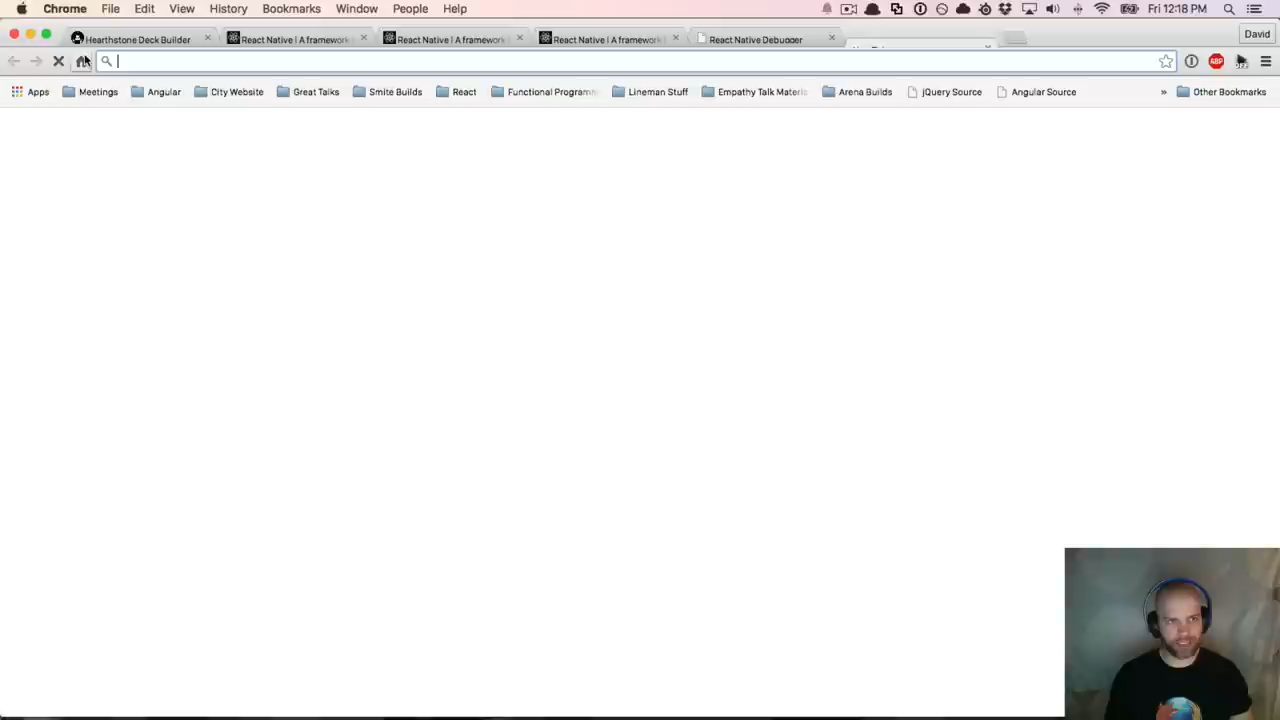 Chrome File Edit View History Bookmarks Window People Help Fri 12:18 PM
Hearthstone Deck Builder React Native | A framework React Native | A framework React Native | A framework React Native Debugger David
ABP
Apps Meetings Angular City Website Great Talks Smite Builds React Functional Programm Lineman Stuff Empathy Talk Materia Arena Builds jQuery Source Angular Source » Other Bookmarks